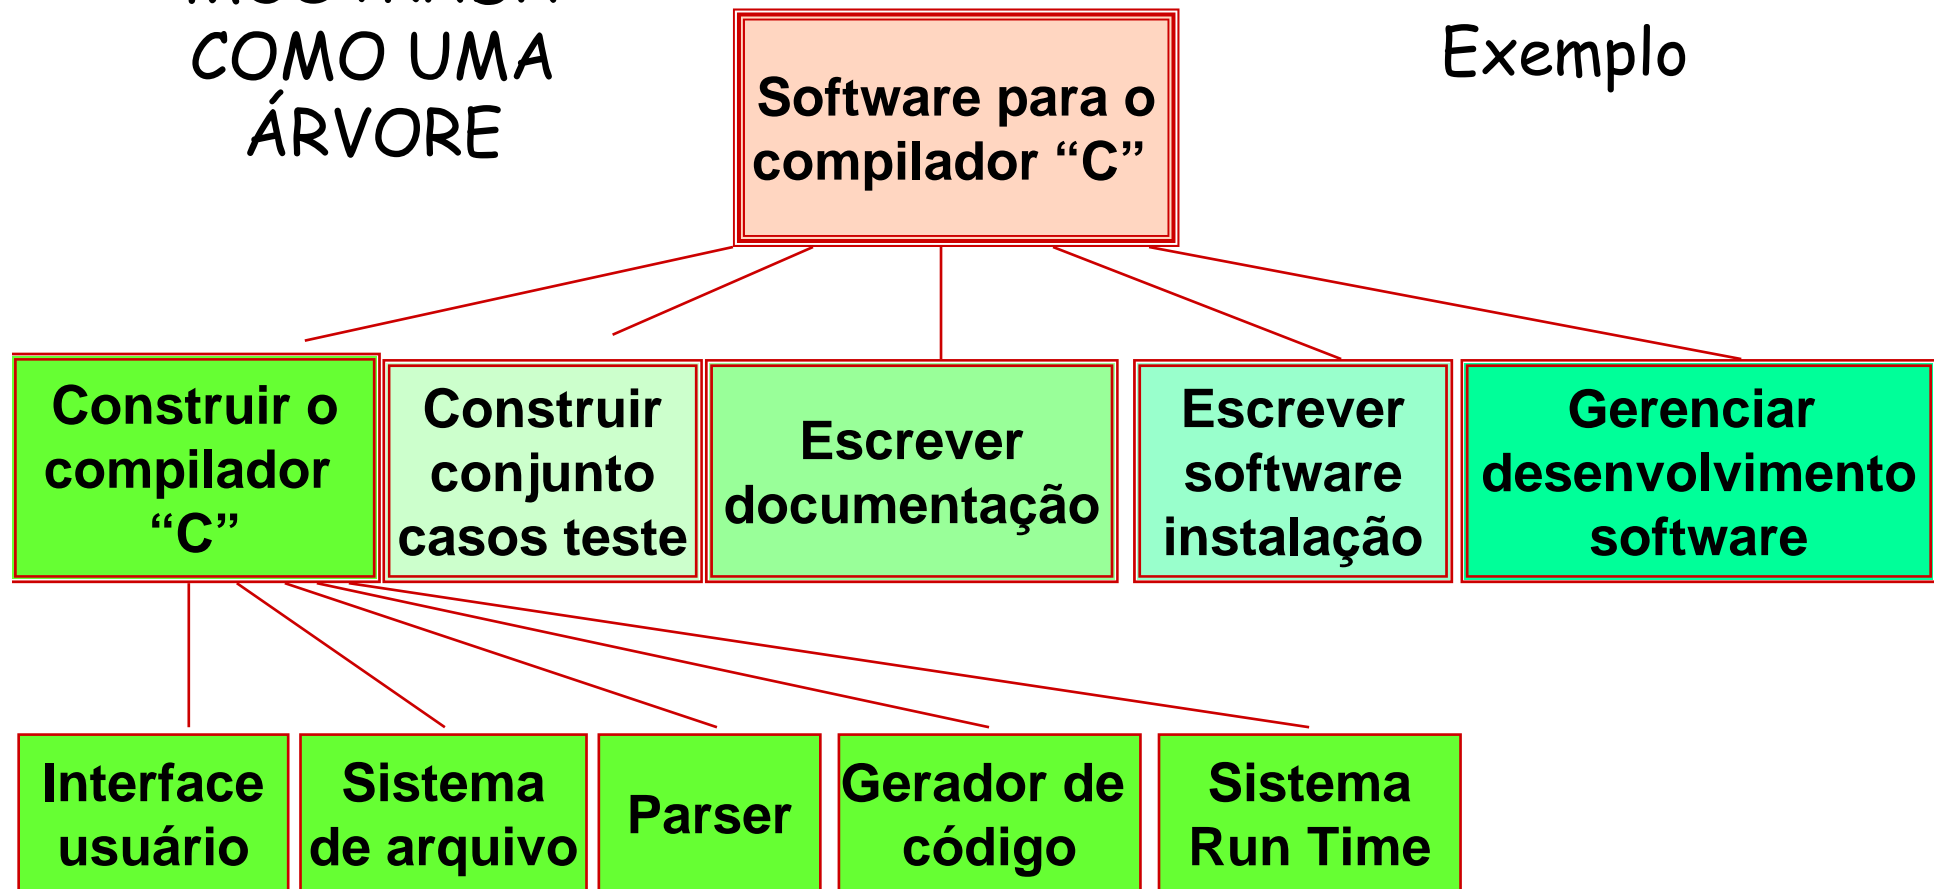 COMO UMA
ÁRVORE
Exemplo
Software para o
compilador “C”
Construir o
compilador
“C”
Construir
conjunto
casos teste
Escrever
documentação
Escrever
software
instalação
Gerenciar
desenvolvimento
software
Interface
usuário
Sistema
de arquivo
Parser
Gerador de
código
Sistema
Run Time